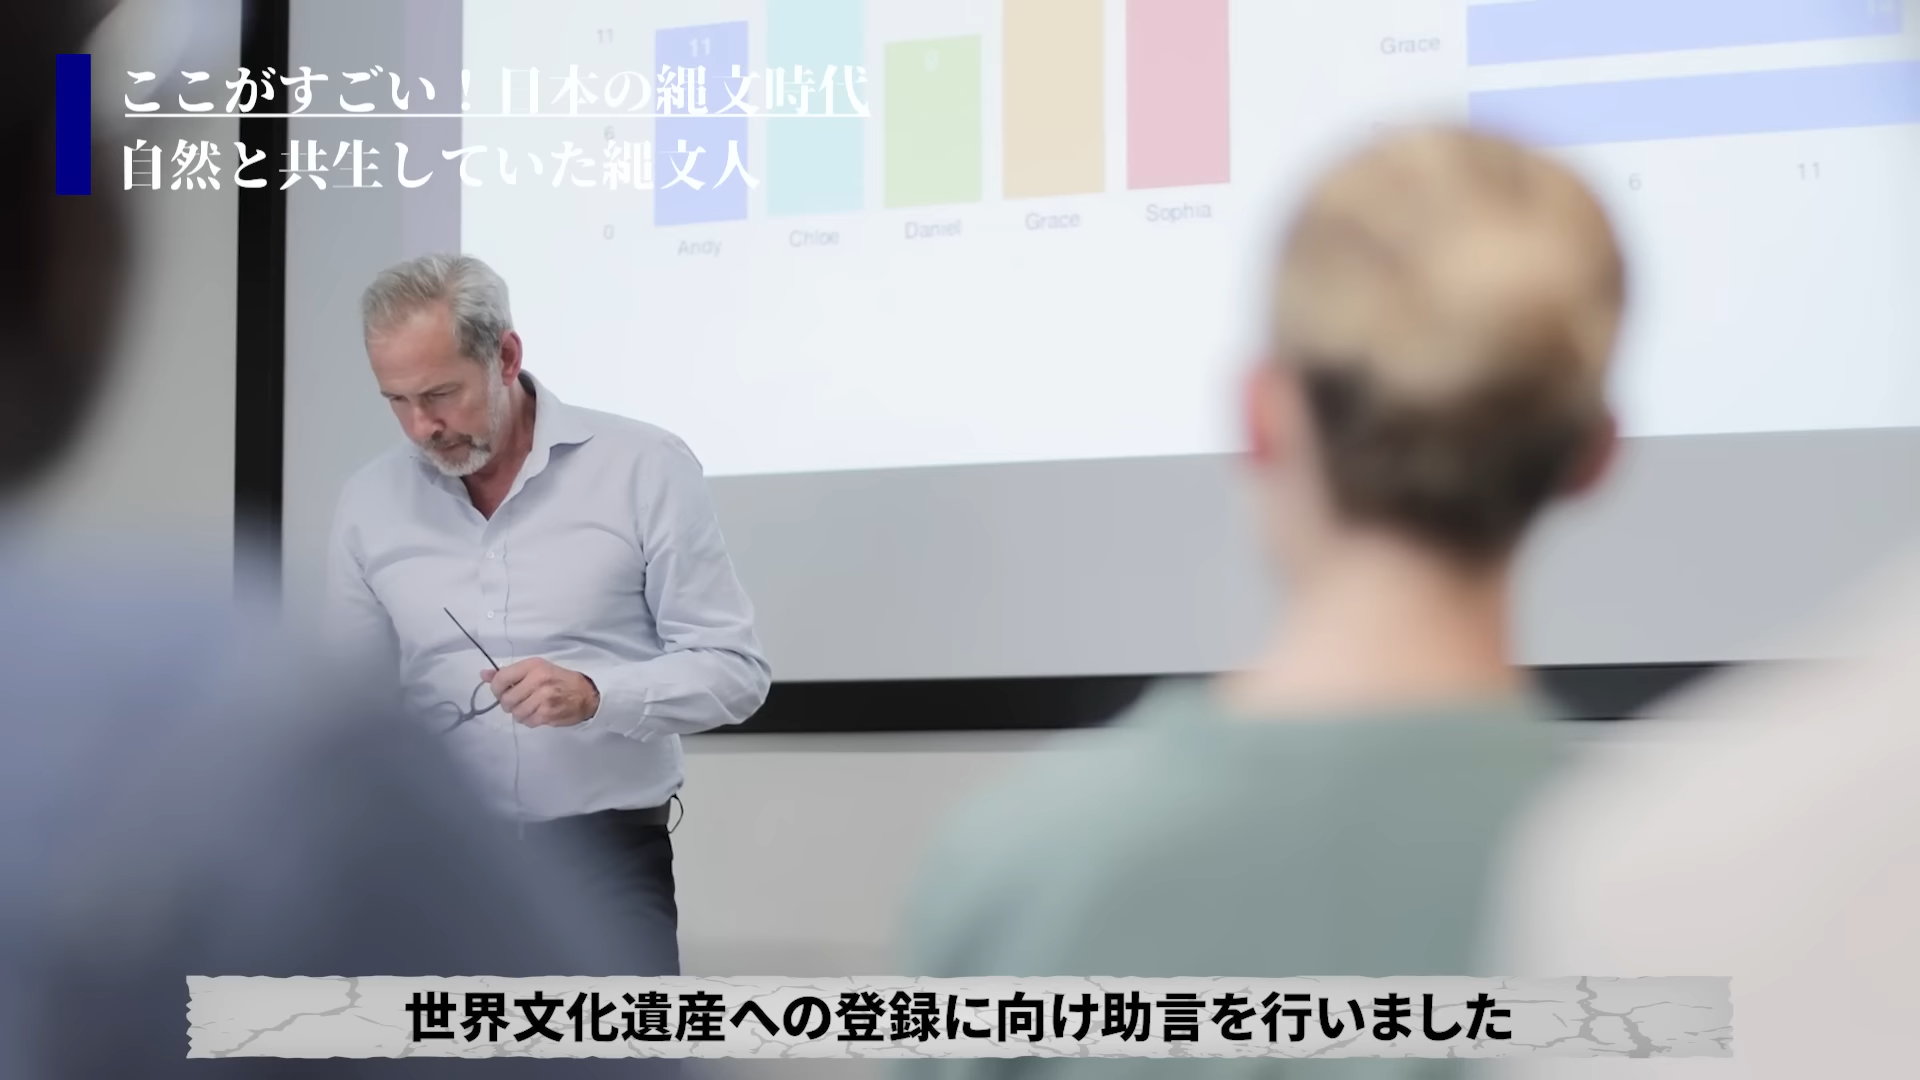 ここがすごい！日本の縄文時代
自然と共生していた縄文人
11
11
6
0
Andy
Chloe
Daniel
Grace
Sophia
Grace
6
11
世界文化遺産への登録に向け助言を行いました